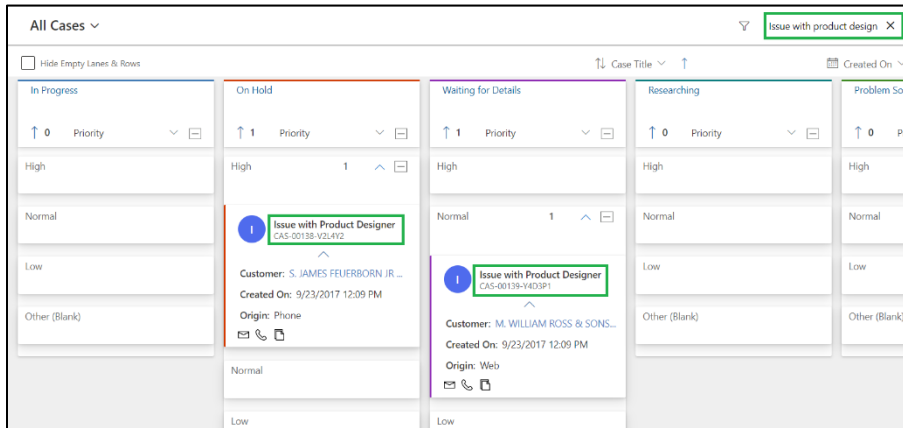 All Cases
Issue with product design
Hide Empty Lanes & Rows
Case Title
Created On
In Progress
0 Priority
High
Normal
Low
Other (Blank)
On Hold
1 Priority
High 1
I
Issue with Product Designer
CAS-00138-V2L4Y2
Customer: S. JAMES FEUERBORN JR ...
Created On: 9/23/2017 12:09 PM
Origin: Phone
Normal
Low
Waiting for Details
1 Priority
High
Normal 1
I
Issue with Product Designer
CAS-00139-Y4D3P1
Customer: M. WILLIAM ROSS & SONS...
Created On: 9/23/2017 12:09 PM
Origin: Web
Low
Researching
0 Priority
High
Normal
Low
Other (Blank)
Problem So
0 P
High
Normal
Low
Other (Blank)